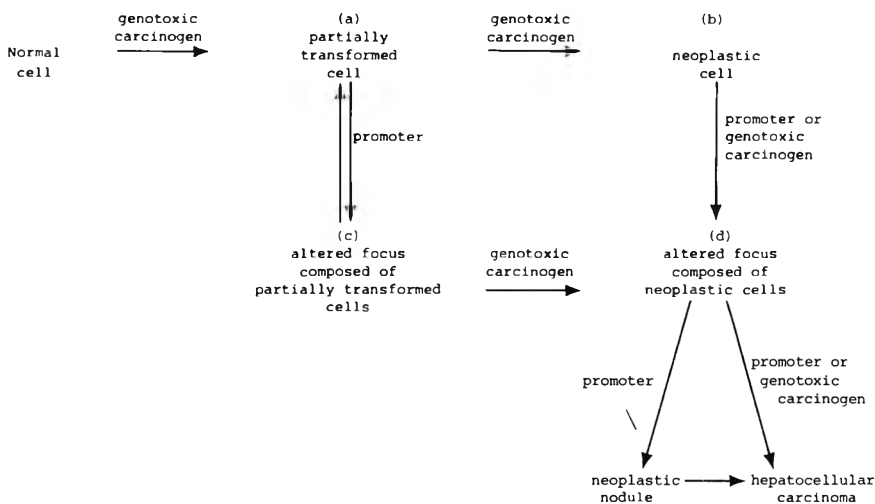 genotoxic
carcinogen
(a)
genotoxic
carcinogen
(b)
Normal
cell
partially
transformed
cell
neoplastic
cell
promoter
promoter or
genotoxic
carcinogen
(c)
altered focus
composed of
partially transformed
cells
genotoxic
carcinogen
(d)
altered focus
composed of
neoplastic cells
promoter
promoter or
genotoxic
carcinogen
neoplastic
nodule
hepatocellular
carcinoma